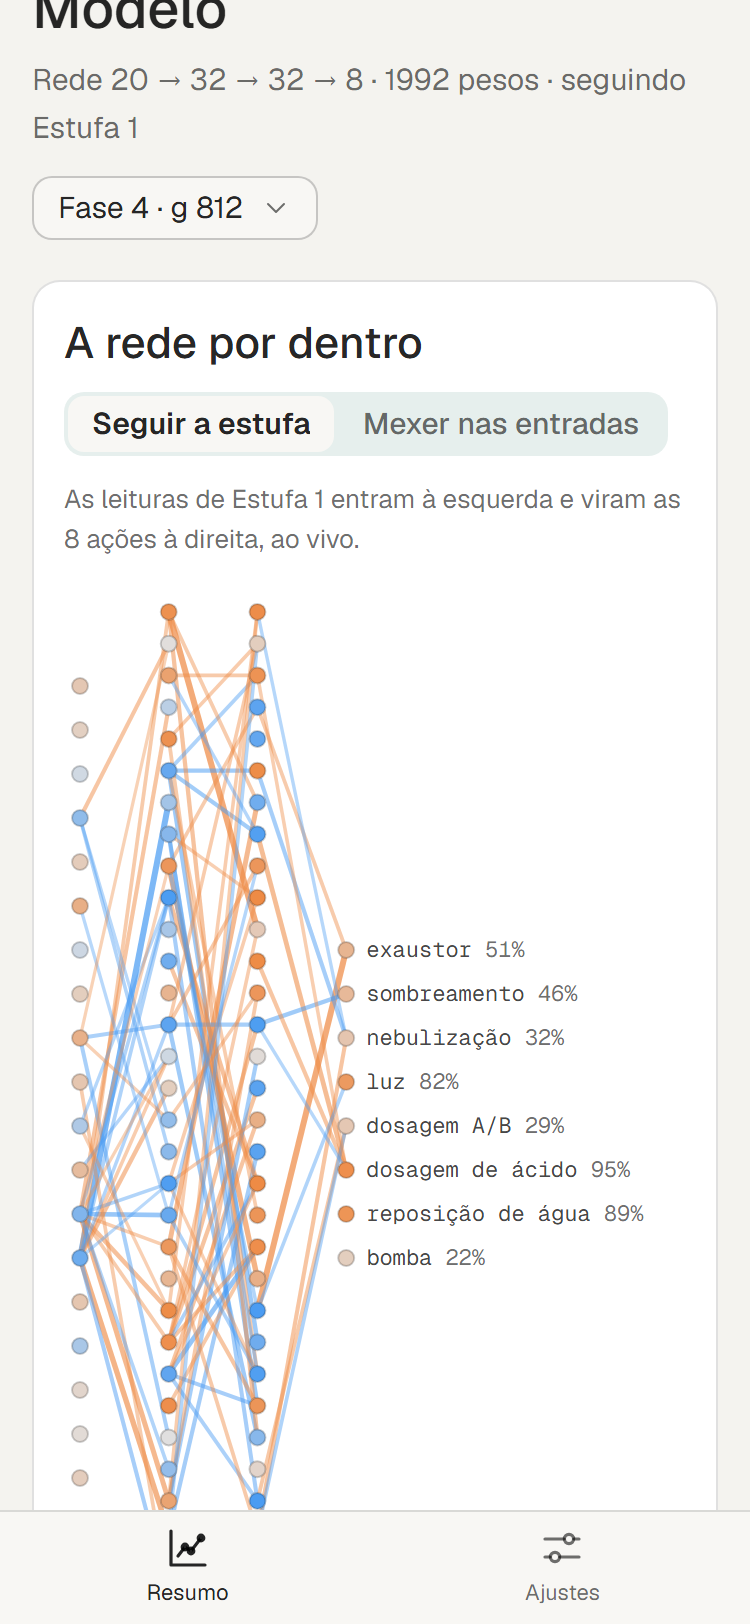 Modelo
Rede 20 → 32 → 32 → 8 · 1992 pesos · seguindo
Estufa 1
Fase 4 · g 812
A rede por dentro
Seguir a estufa
Mexer nas entradas
As leituras de Estufa 1 entram à esquerda e viram as
8 ações à direita, ao vivo.
exaustor 51%
sombreamento 46%
nebulização 32%
luz 82%
dosagem A/B 29%
dosagem de ácido 95%
reposição de água 89%
bomba 22%
Resumo
Ajustes